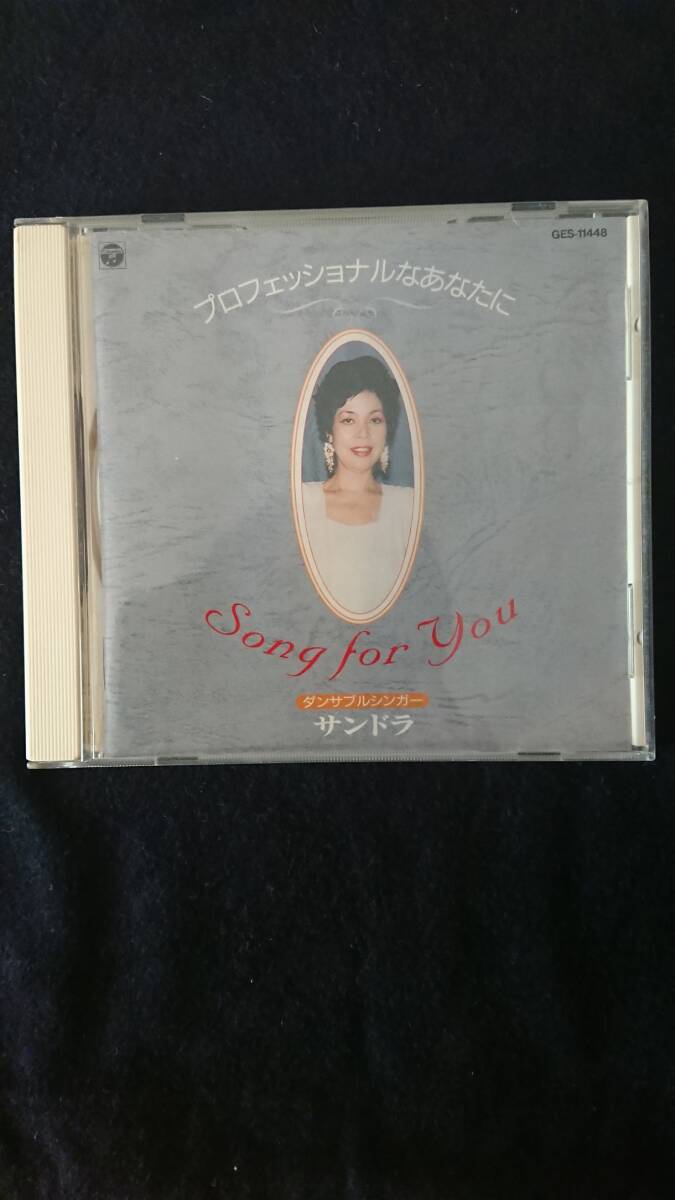 GES-11448
プロフェッショナルなあなたに
Song for You
ダンサブルシンガー
サンドラ